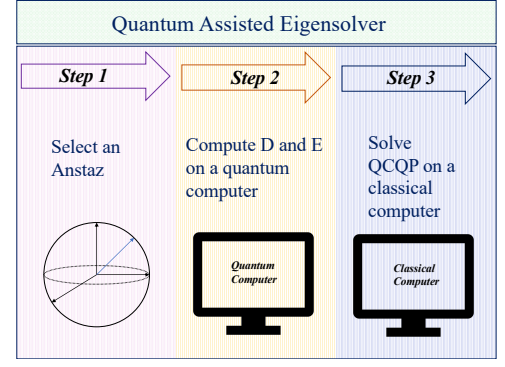 Quantum Assisted Eigensolver
Step 1
Step 2
Step 3
Select an
Anstaz
Compute D and E
on a quantum
computer
Solve
QCQP on a
classical
computer
Quantum
Computer
Classical
Computer